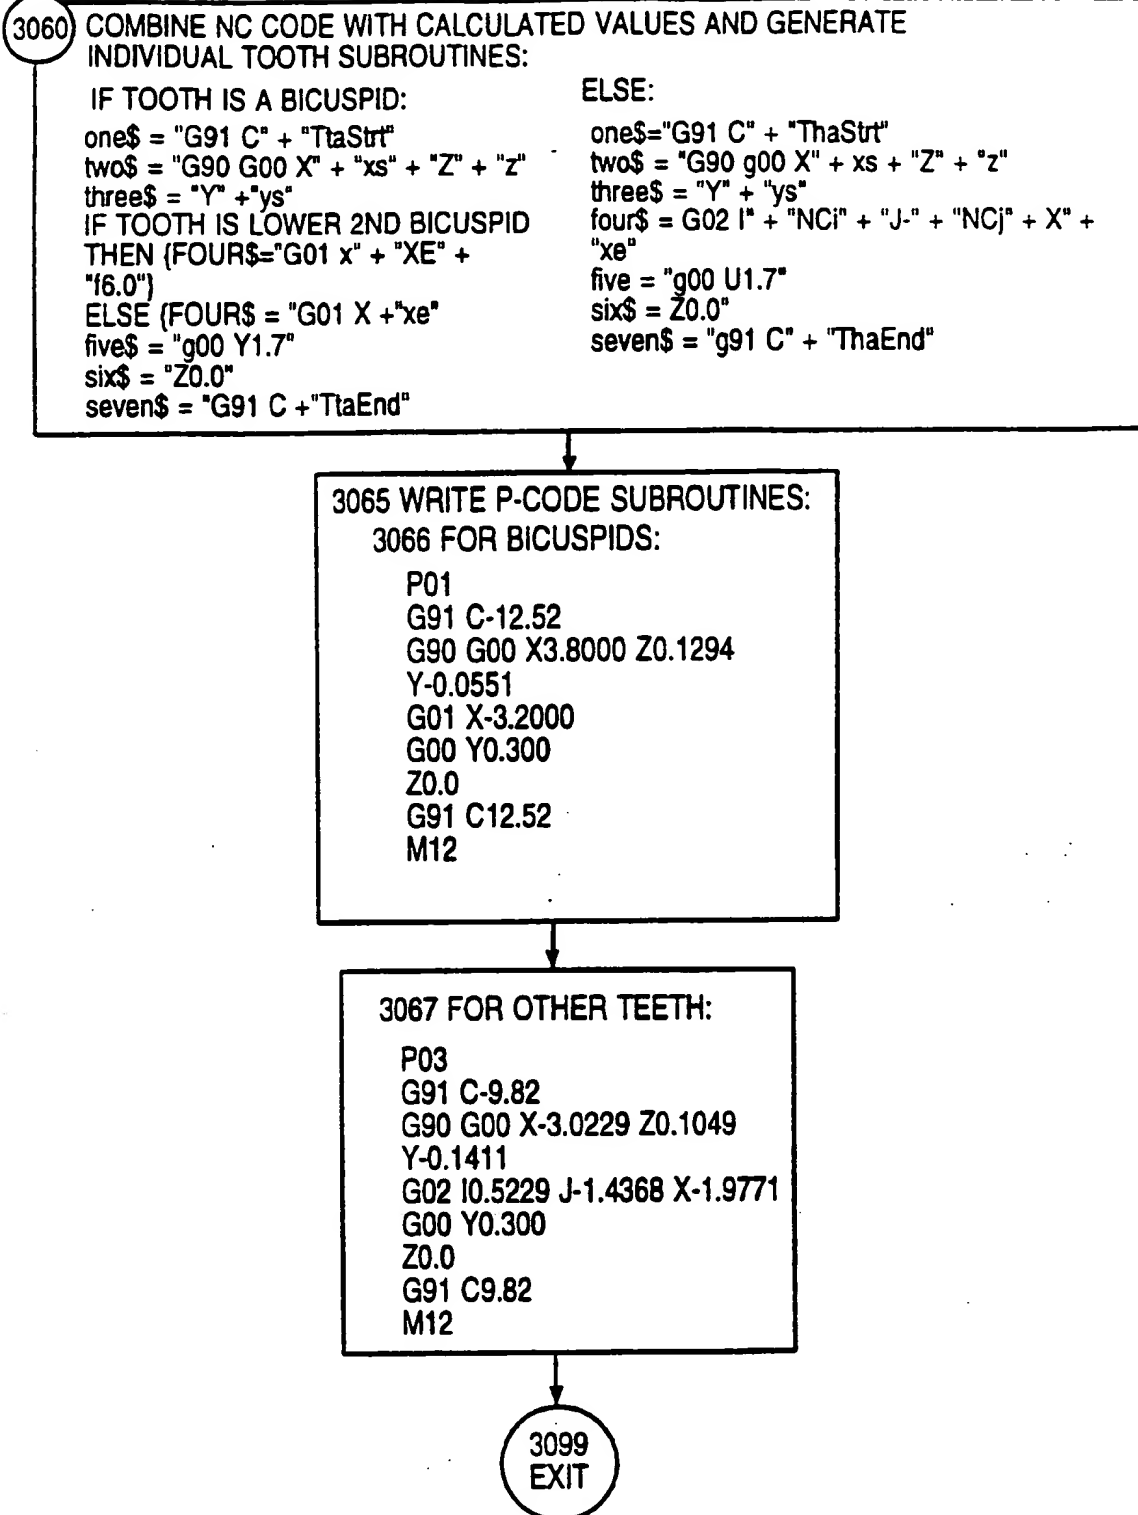 3060 COMBINE NC CODE WITH CALCULATED VALUES AND GENERATE
INDIVIDUAL TOOTH SUBROUTINES:
IF TOOTH IS A BICUSPID:
one$ = "G91 C" + "TtaStrt"
two$ = "G90 G00 X" + "xs" + "Z" + "z"
three$ = "Y" +"ys"
IF TOOTH IS LOWER 2ND BICUSPID
THEN {FOUR$="G01 x" + "XE" +
"f6.0"}
ELSE {FOUR$ = "G01 X +"xe"
five$ = "g00 Y1.7"
six$ = "Z0.0"
seven$ = "G91 C +"TtaEnd"
ELSE:
one$="G91 C" + "ThaStrt"
two$ = "G90 g00 X" + xs + "Z" + "z"
three$ = "Y" + "ys"
four$ = G02 I" + "NCi" + "J-" + "NCj" + X" +
"xe"
five = "g00 U1.7"
six$ = Z0.0"
seven$ = "g91 C" + "ThaEnd"
3065 WRITE P-CODE SUBROUTINES:
3066 FOR BICUSPIDS:
P01
G91 C-12.52
G90 G00 X3.8000 Z0.1294
Y-0.0551
G01 X-3.2000
G00 Y0.300
Z0.0
G91 C12.52
M12
3067 FOR OTHER TEETH:
P03
G91 C-9.82
G90 G00 X-3.0229 Z0.1049
Y-0.1411
G02 I0.5229 J-1.4368 X-1.9771
G00 Y0.300
Z0.0
G91 C9.82
M12
3099
EXIT